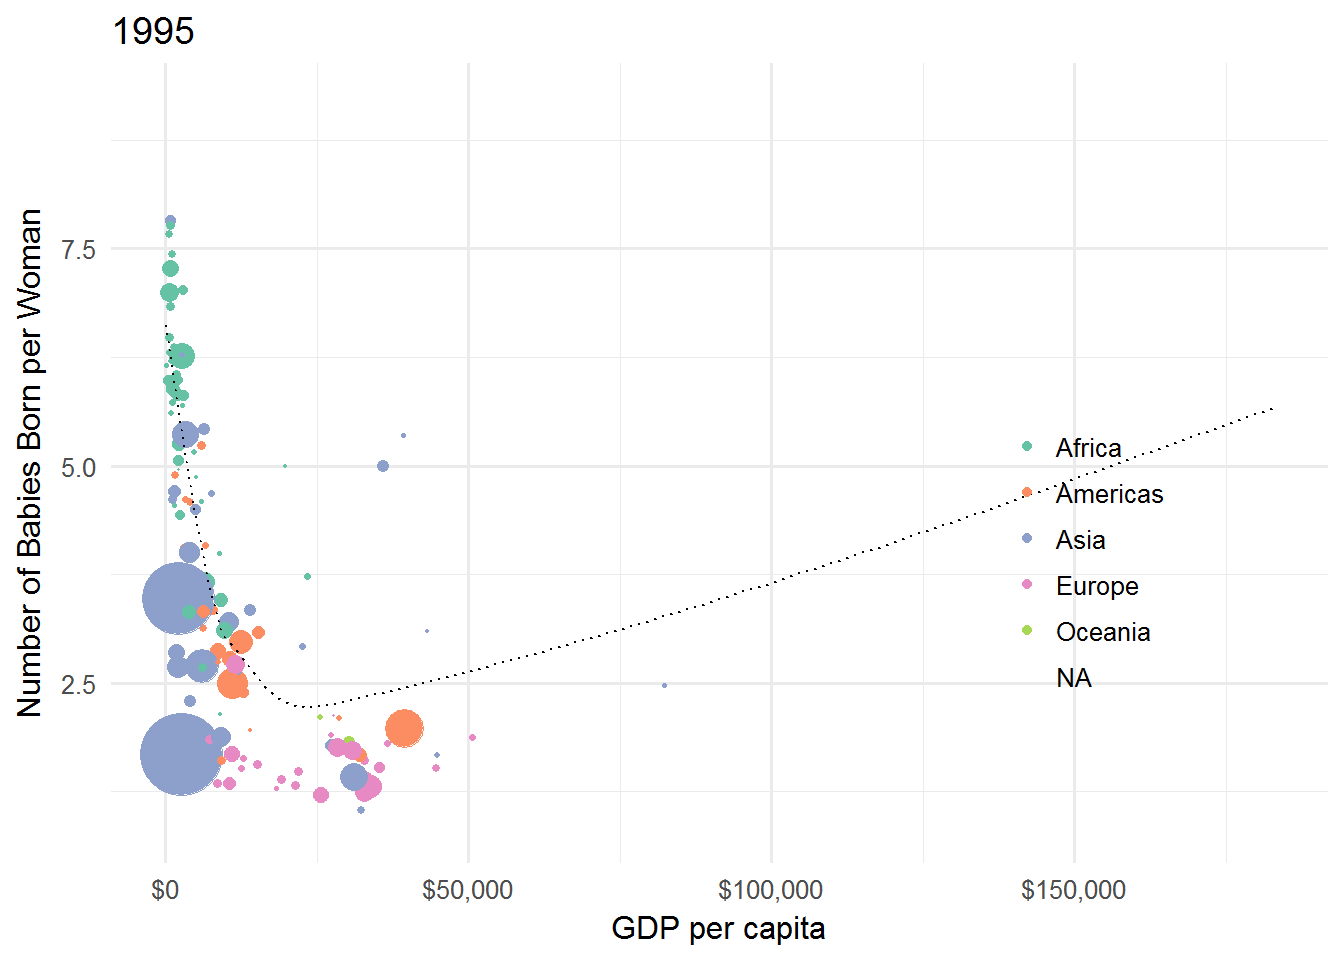 1995
Number of Babies Born per Woman
7.5
5.0
2.5
Africa
Americas
Asia
Europe
Oceania
NA
$0
$50,000
$100,000
$150,000
GDP per capita